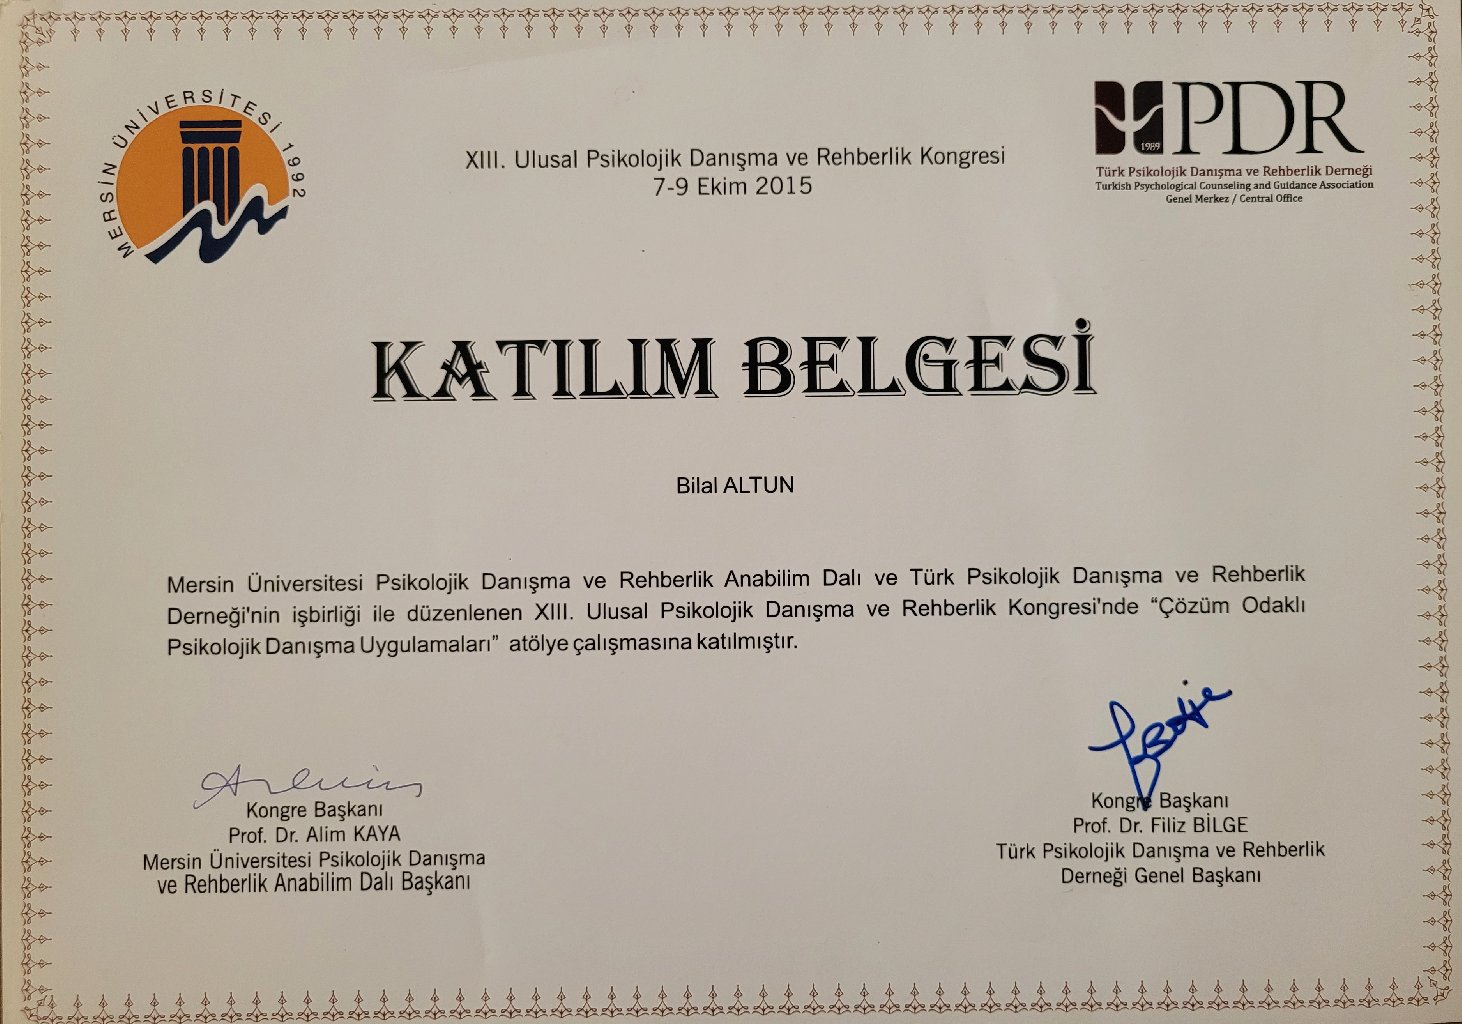 MERSİN ÜNİVERSİTESİ 1992
XIII. Ulusal Psikolojik Danışma ve Rehberlik Kongresi
7-9 Ekim 2015
1989
PDR
Türk Psikolojik Danışma ve Rehberlik Derneği
Turkish Psychological Counseling and Guidance Association
Genel Merkez / Central Office
KATILIM BELGESİ
Bilal ALTUN
Mersin Üniversitesi Psikolojik Danışma ve Rehberlik Anabilim Dalı ve Türk Psikolojik Danışma ve Rehberlik
Derneği'nin işbirliği ile düzenlenen XIII. Ulusal Psikolojik Danışma ve Rehberlik Kongresi'nde “Çözüm Odaklı
Psikolojik Danışma Uygulamaları” atölye çalışmasına katılmıştır.
Kongre Başkanı
Prof. Dr. Alim KAYA
Mersin Üniversitesi Psikolojik Danışma
ve Rehberlik Anabilim Dalı Başkanı
Kongre Başkanı
Prof. Dr. Filiz BİLGE
Türk Psikolojik Danışma ve Rehberlik
Derneği Genel Başkanı